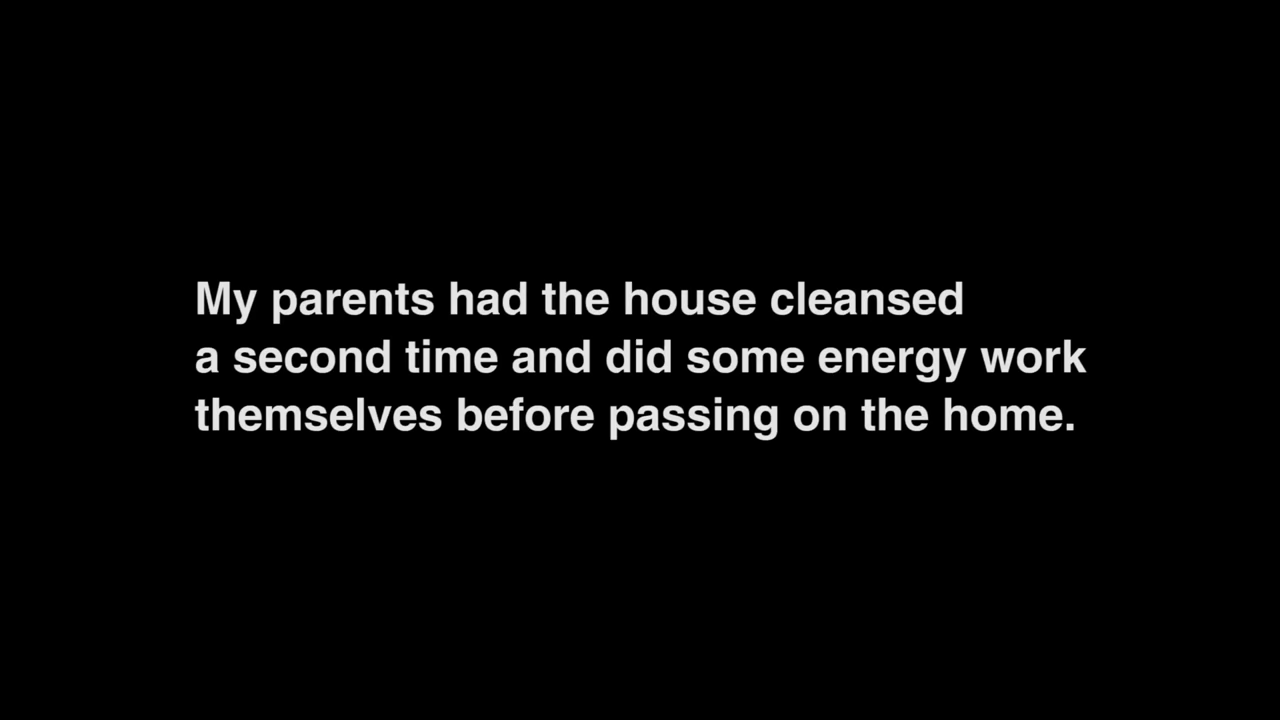 My parents had the house cleansed
a second time and did some energy work
themselves before passing on the home.